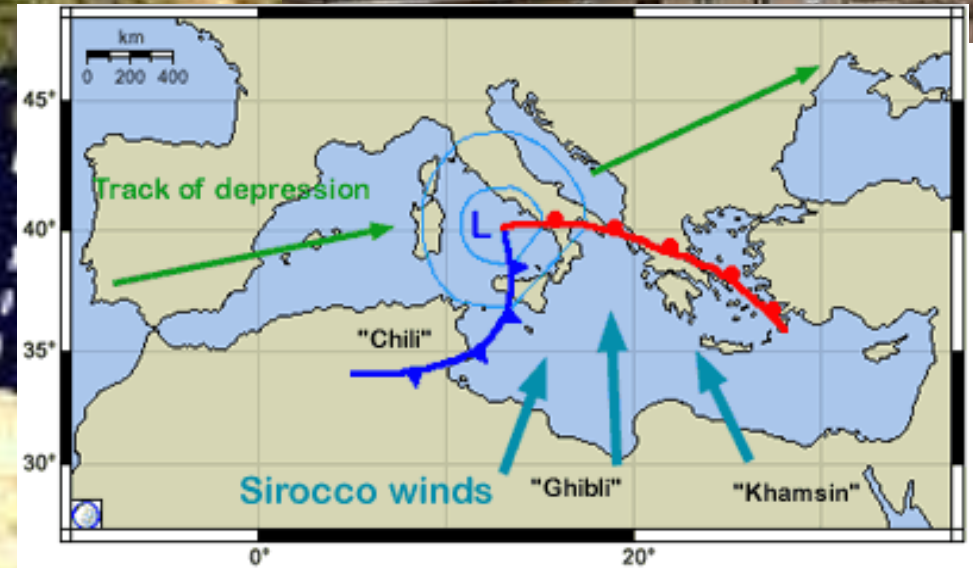 km
0 200 400
45°
Track of depression
40°
L
"Chili"
35°
30°
Sirocco winds
"Ghibli"
"Khamsin"
0°
20°